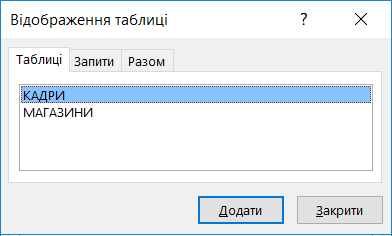 Відображення таблиці
Таблиці Запити Разом
КАДРИ
МАГАЗИНИ
Додати Закрити